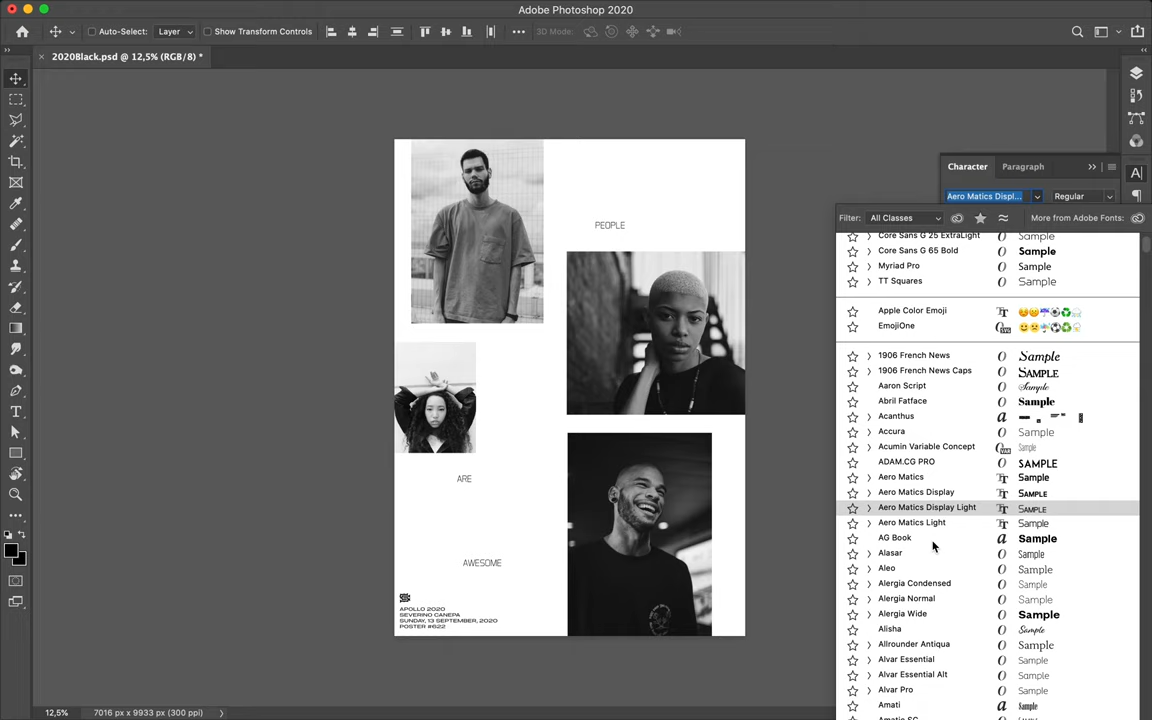 Adobe Photoshop 2020
Auto-Select: Layer Show Transform Controls 3D Mode:
2020Black.psd @ 12,5% (RGB/8) *
Character Paragraph
Aero Matics Displ... Regular
Filter: All Classes More from Adobe Fonts:
Core Sans G 25 ExtraLight Sample
Core Sans G 65 Bold Sample
Myriad Pro Sample
TT Squares Sample
Apple Color Emoji
EmojiOne
1906 French News Sample
1906 French News Caps SAMPLE
Aaron Script Sample
Abril Fatface Sample
Acanthus
Accura Sample
Acumin Variable Concept Sample
ADAM.CG PRO SAMPLE
Aero Matics Sample
Aero Matics Display SAMPLE
Aero Matics Display Light SAMPLE
Aero Matics Light Sample
AG Book Sample
Alasar Sample
Aleo Sample
Alergia Condensed Sample
Alergia Normal Sample
Alergia Wide Sample
Alisha Sample
Allrounder Antiqua Sample
Alvar Essential Sample
Alvar Essential Alt Sample
Alvar Pro Sample
Amati Sample
Amatic SC
PEOPLE
ARE
AWESOME
APOLLO 2020
SEVERINO CANEPA
SUNDAY, 13 SEPTEMBER, 2020
POSTER #622
12,5% 7016 px x 9933 px (300 ppi)